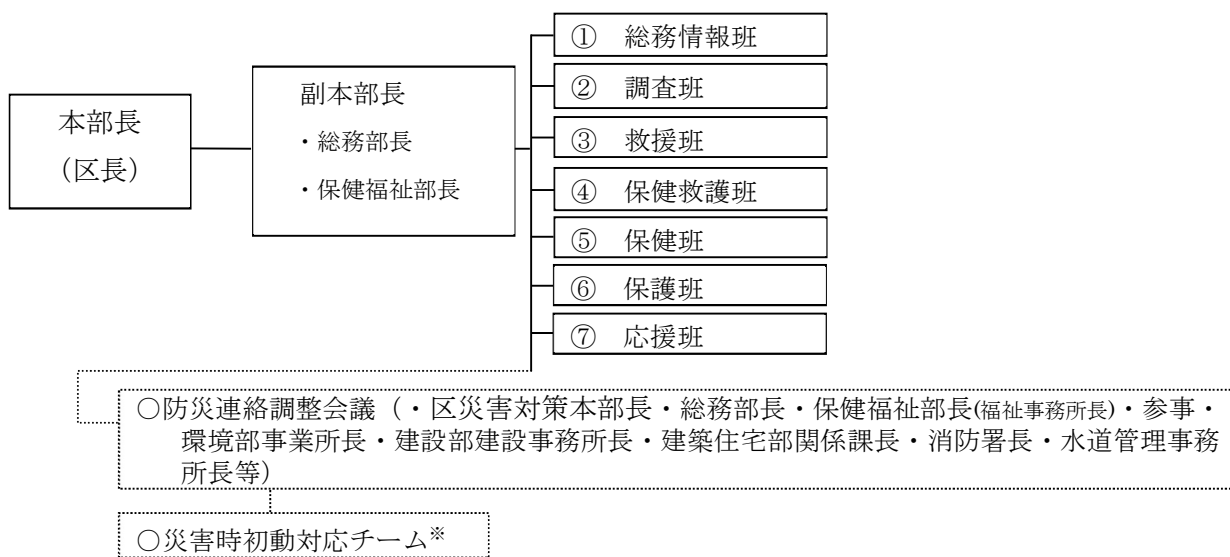 本部長
（区長）
副本部長
・総務部長
・保健福祉部長
① 総務情報班
② 調査班
③ 救援班
④ 保健救護班
⑤ 保健班
⑥ 保護班
⑦ 応援班
○防災連絡調整会議（・区災害対策本部長・総務部長・保健福祉部長(福祉事務所長)・参事・
環境部事業所長・建設部建設事務所長・建築住宅部関係課長・消防署長・水道管理事務
所長等）
○災害時初動対応チーム※